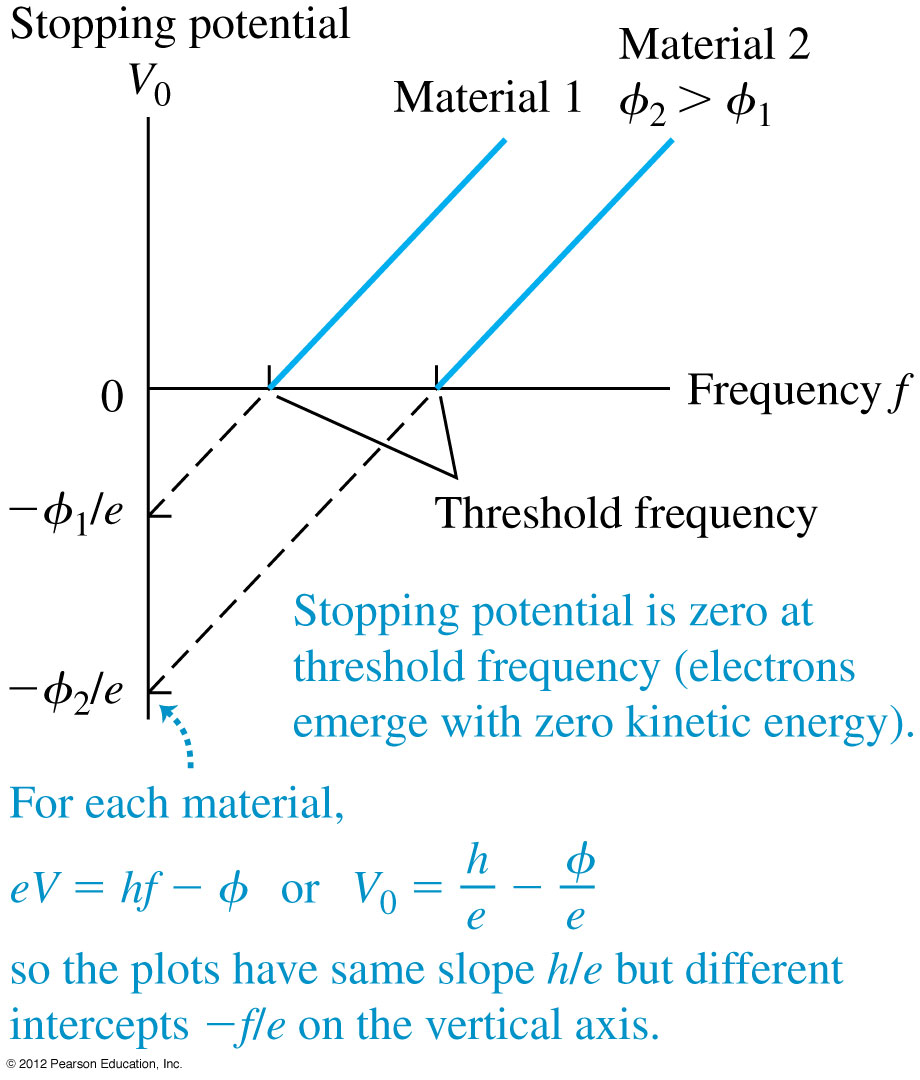 Stopping potential
V₀
Material 1
Material 2
ϕ₂ > ϕ₁
0
Frequency f
−ϕ₁/e
Threshold frequency
−ϕ₂/e
Stopping potential is zero at
threshold frequency (electrons
emerge with zero kinetic energy).
For each material,
eV = hf − ϕ or V₀ = h/e − ϕ/e
so the plots have same slope h/e but different
intercepts −f/e on the vertical axis.
© 2012 Pearson Education, Inc.